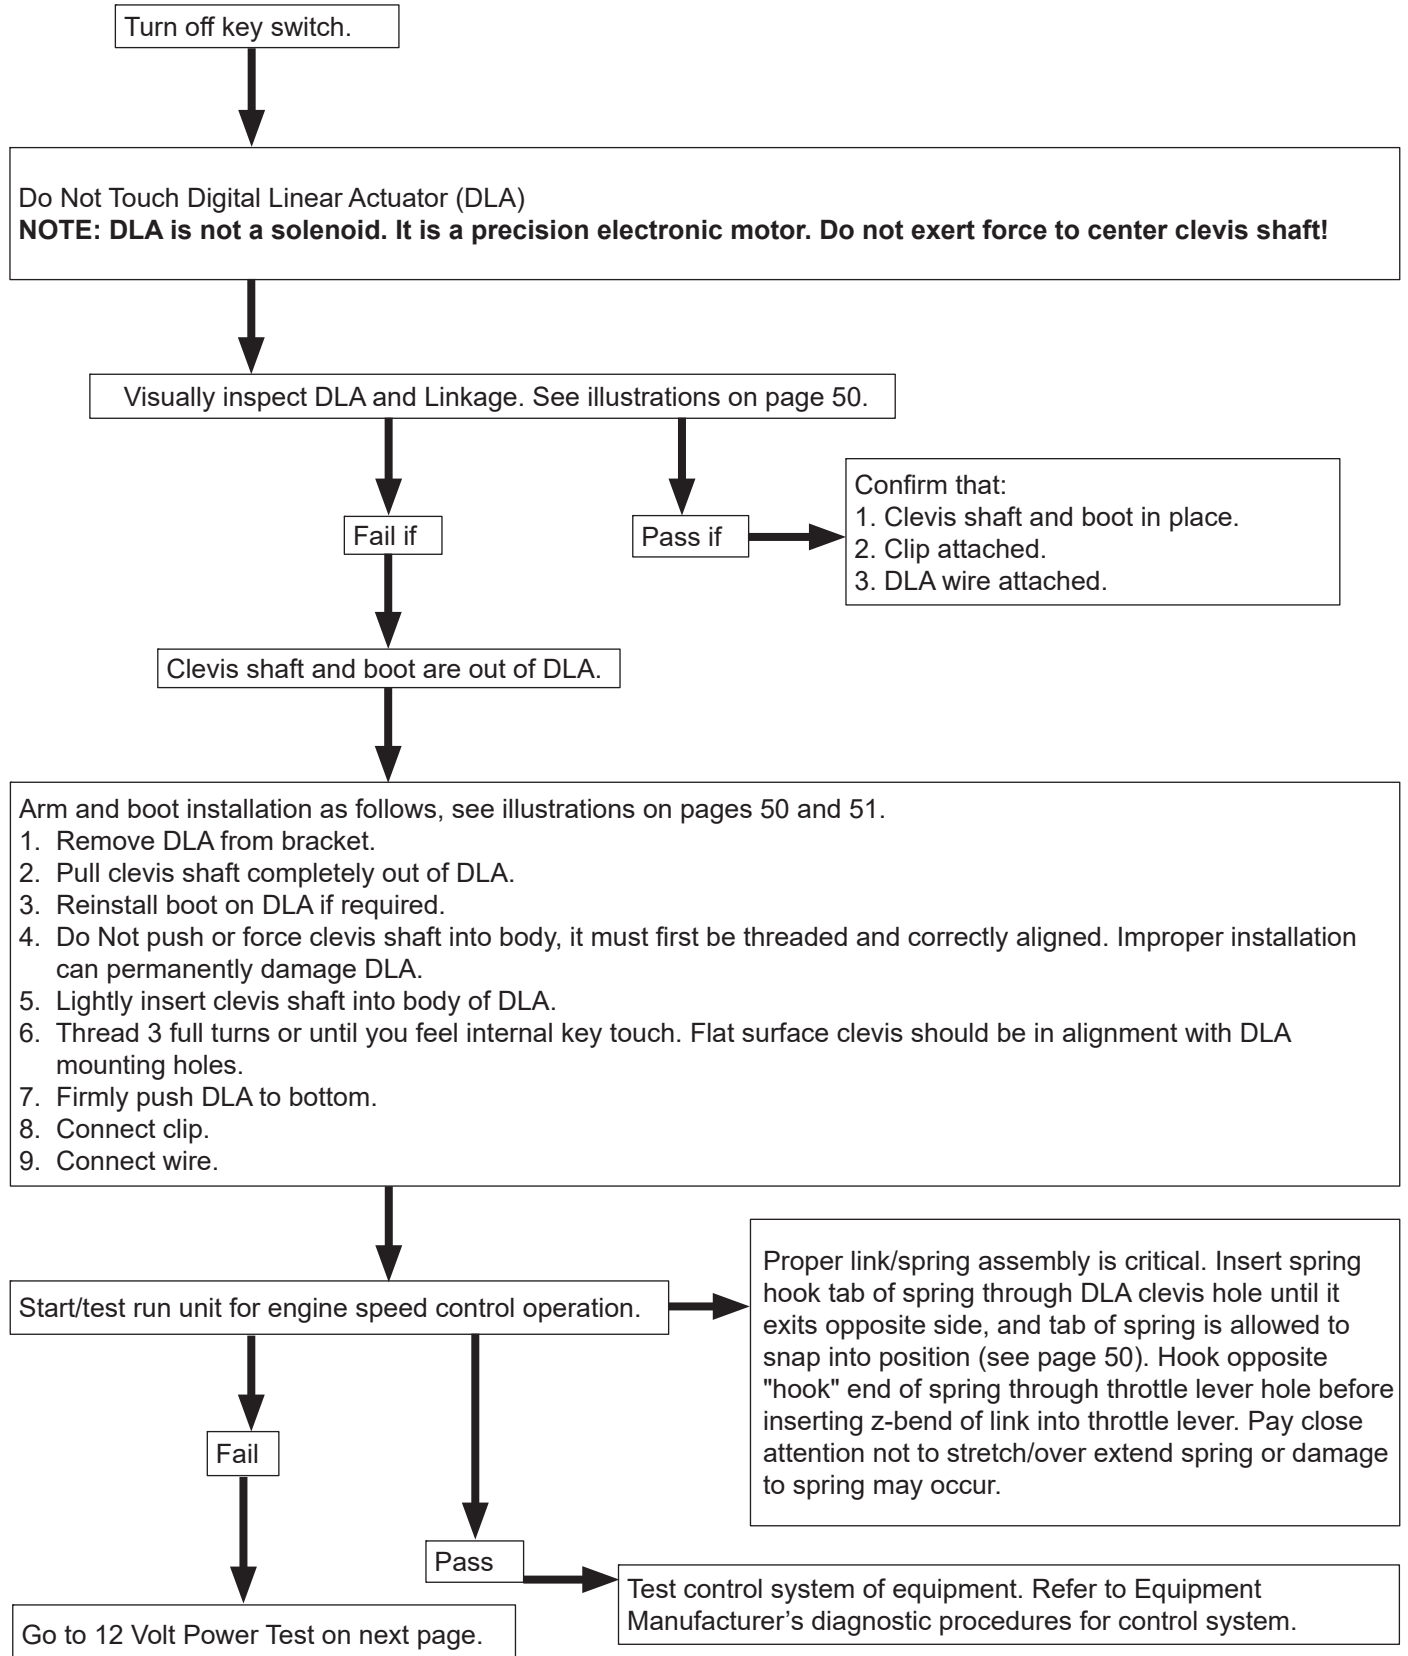 Turn off key switch.
Do Not Touch Digital Linear Actuator (DLA)
NOTE: DLA is not a solenoid. It is a precision electronic motor. Do not exert force to center clevis shaft!
Visually inspect DLA and Linkage. See illustrations on page 50.
Fail if
Pass if
Confirm that:
1. Clevis shaft and boot in place.
2. Clip attached.
3. DLA wire attached.
Clevis shaft and boot are out of DLA.
Arm and boot installation as follows, see illustrations on pages 50 and 51.
1. Remove DLA from bracket.
2. Pull clevis shaft completely out of DLA.
3. Reinstall boot on DLA if required.
4. Do Not push or force clevis shaft into body, it must first be threaded and correctly aligned. Improper installation
can permanently damage DLA.
5. Lightly insert clevis shaft into body of DLA.
6. Thread 3 full turns or until you feel internal key touch. Flat surface clevis should be in alignment with DLA
mounting holes.
7. Firmly push DLA to bottom.
8. Connect clip.
9. Connect wire.
Start/test run unit for engine speed control operation.
Proper link/spring assembly is critical. Insert spring
hook tab of spring through DLA clevis hole until it
exits opposite side, and tab of spring is allowed to
snap into position (see page 50). Hook opposite
"hook" end of spring through throttle lever hole before
inserting z-bend of link into throttle lever. Pay close
attention not to stretch/over extend spring or damage
to spring may occur.
Fail
Pass
Test control system of equipment. Refer to Equipment
Manufacturer’s diagnostic procedures for control system.
Go to 12 Volt Power Test on next page.